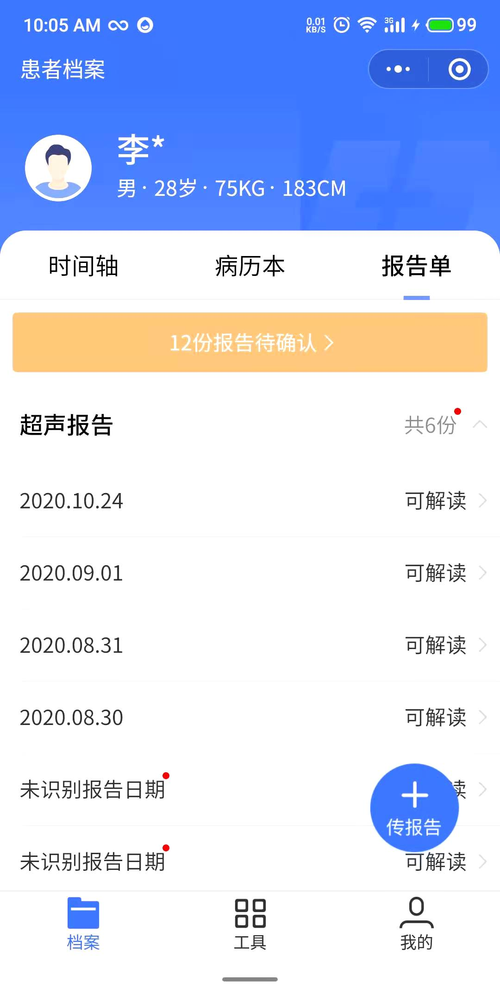 10:05 AM
0.01 KB/S
3G
99
患者档案
李*
男 · 28岁 · 75KG · 183CM
时间轴 病历本 报告单
12份报告待确认
超声报告 共6份
2020.10.24 可解读
2020.09.01 可解读
2020.08.31 可解读
2020.08.30 可解读
未识别报告日期 读
传报告
未识别报告日期 可解读
档案 工具 我的